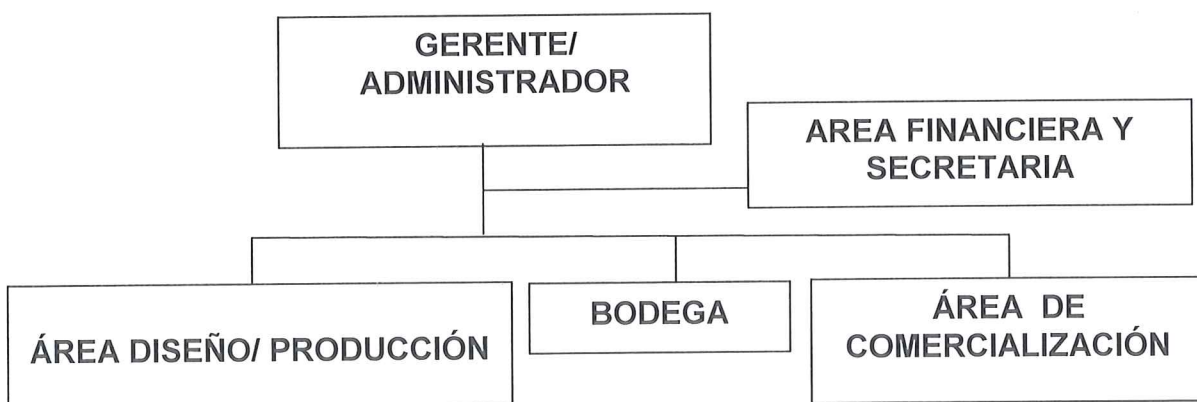 GERENTE/
ADMINISTRADOR
AREA FINANCIERA Y
SECRETARIA
ÁREA DISEÑO/ PRODUCCIÓN
BODEGA
ÁREA DE
COMERCIALIZACIÓN